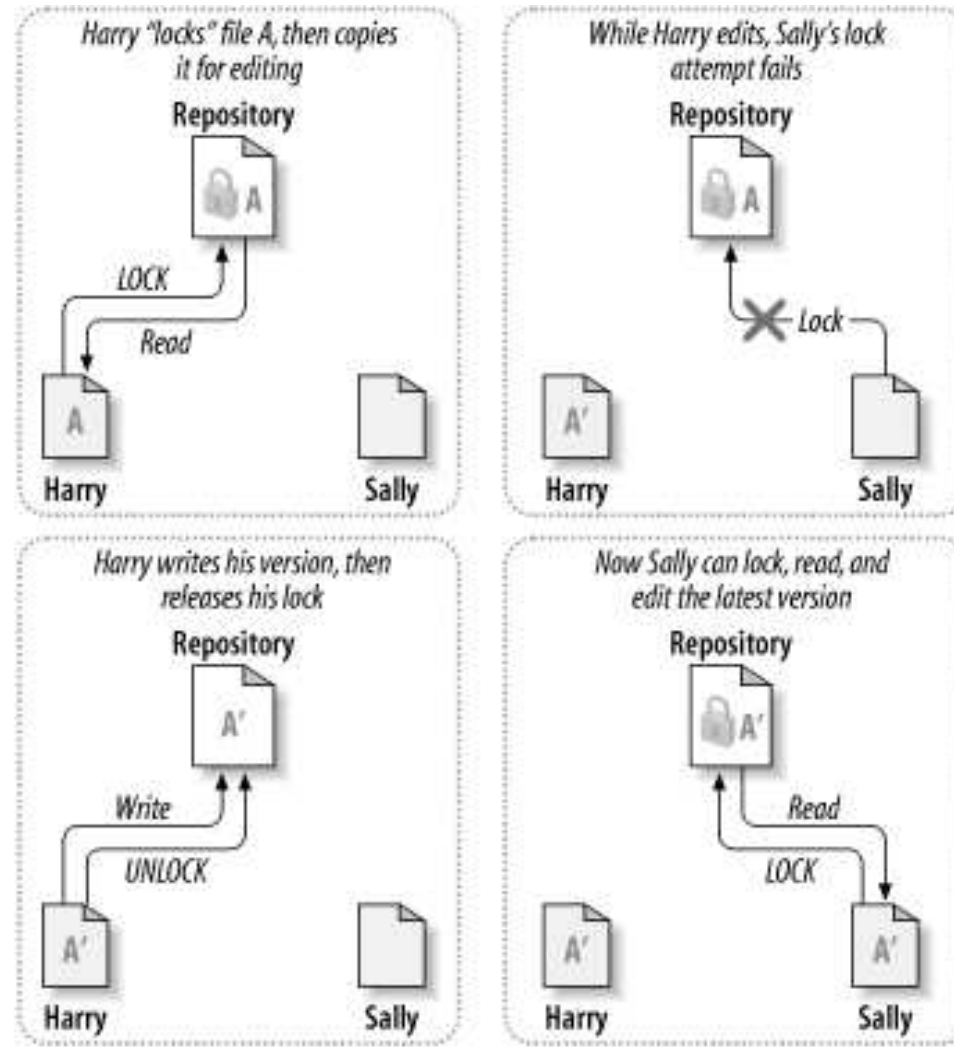 Harry “locks” file A, then copies
it for editing
Repository
A
LOCK
Read
A
Harry
Sally
While Harry edits, Sally’s lock
attempt fails
Repository
A
Lock
A’
Harry
Sally
Harry writes his version, then
releases his lock
Repository
A’
Write
UNLOCK
A’
Harry
Sally
Now Sally can lock, read, and
edit the latest version
Repository
A’
Read
LOCK
A’
A’
Harry
Sally